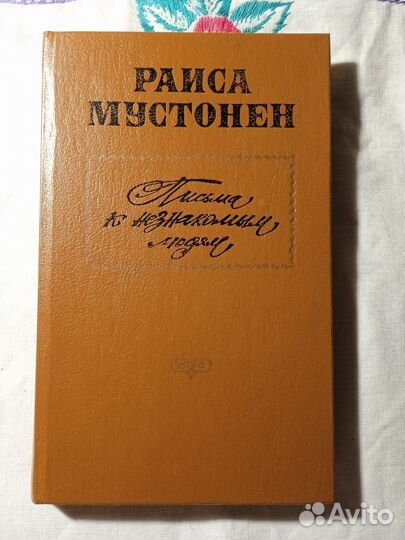 РАИСА
МУСТОНЕН
Письма
к незнакомым
людям
Avito